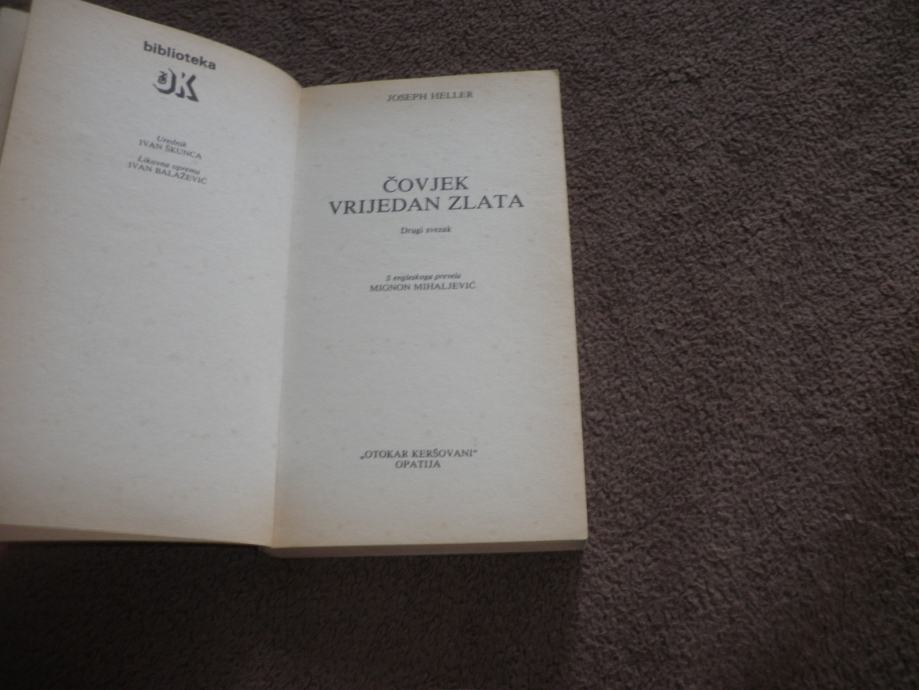 biblioteka
OK
Urednik
IVAN ŠKUNCA
Likovna oprema
IVAN BALAŽEVIĆ
JOSEPH HELLER
ČOVJEK
VRIJEDAN ZLATA
Drugi svezak
S engleskoga prevela
MIGNON MIHALJEVIĆ
„OTOKAR KERŠOVANI"
OPATIJA